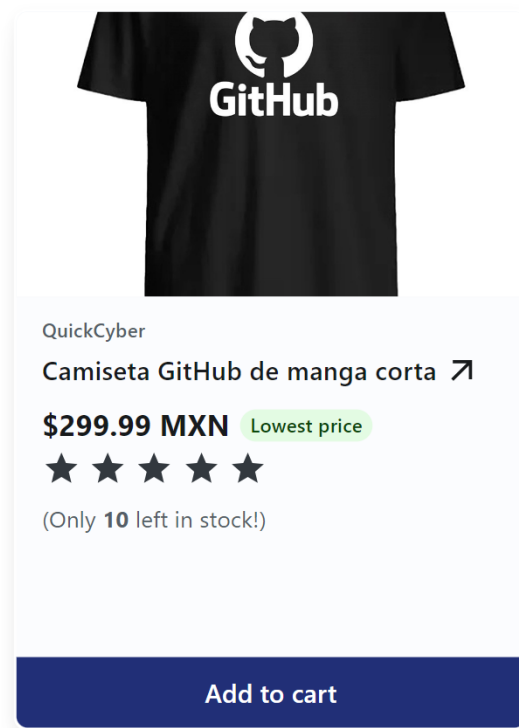 GitHub
QuickCyber
Camiseta GitHub de manga corta
$299.99 MXN Lowest price
(Only 10 left in stock!)
Add to cart